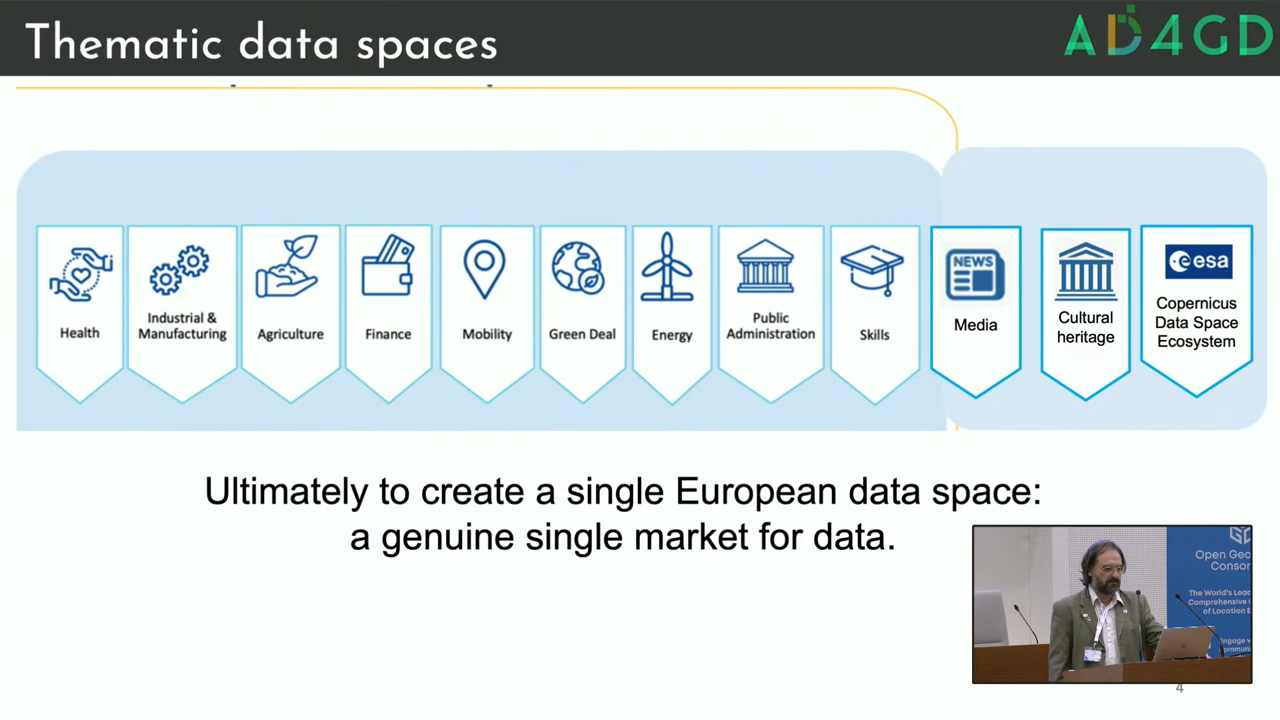 Thematic data spaces
AD4GD
Health
Industrial &
Manufacturing
Agriculture
Finance
Mobility
Green Deal
Energy
Public
Administration
Skills
NEWS
Media
Cultural
heritage
esa
Copernicus
Data Space
Ecosystem
Ultimately to create a single European data space:
a genuine single market for data.
Open Geo
Consor
The World's Lea
Comprehensive
of Location E
ngage
ommun
4